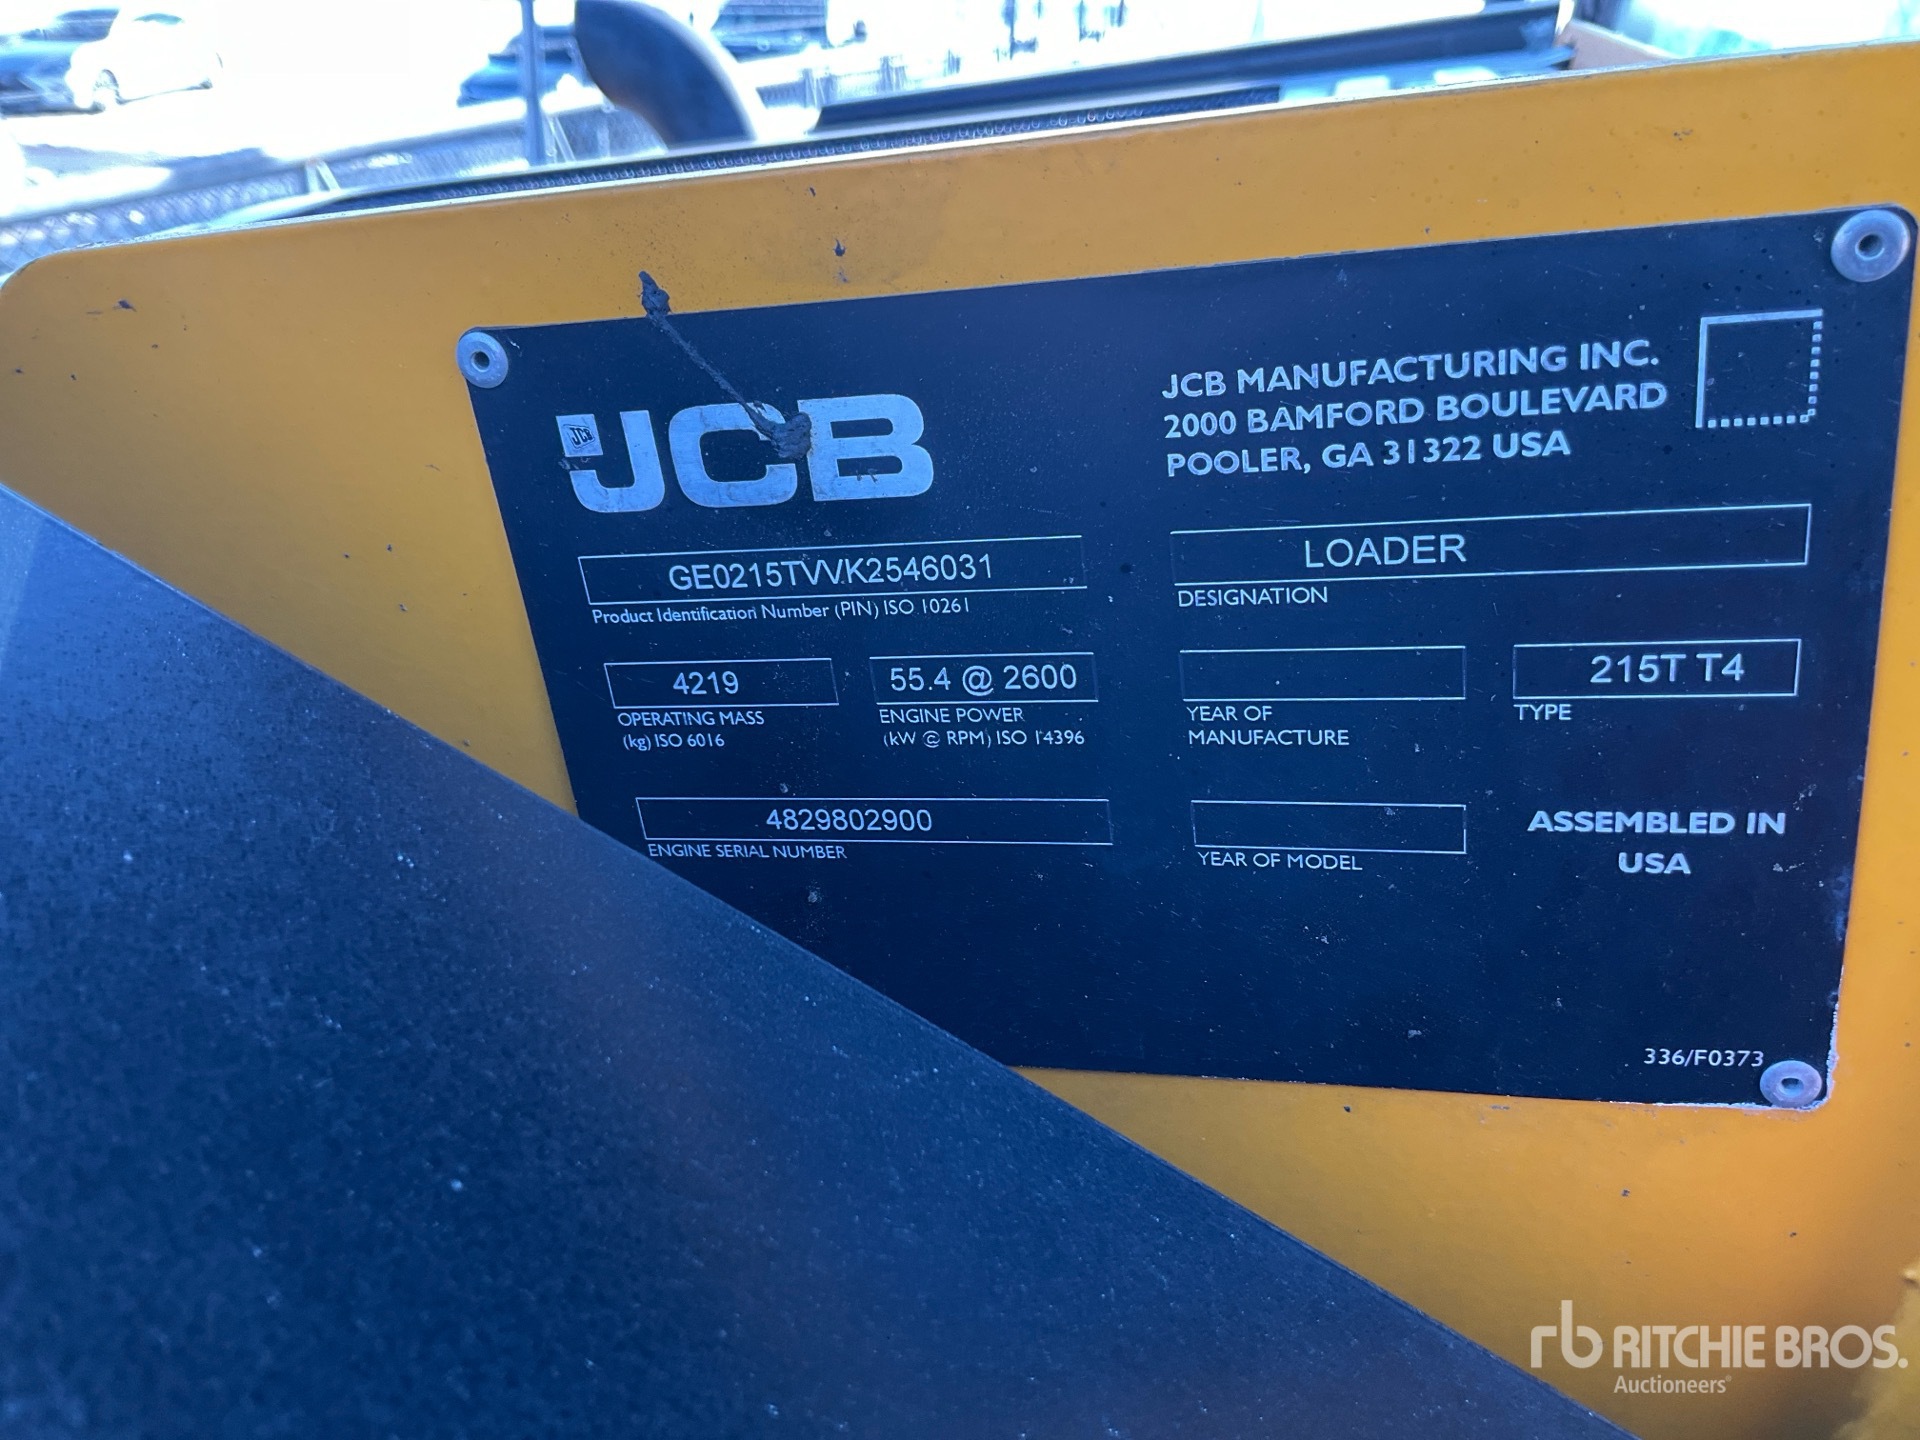 JCB
JCB
JCB MANUFACTURING INC.
2000 BAMFORD BOULEVARD
POOLER, GA 31322 USA
GE0215TVVK2546031
Product Identification Number (PIN) ISO 10261
LOADER
DESIGNATION
4219
OPERATING MASS
(kg) ISO 6016
55.4 @ 2600
ENGINE POWER
(kW @ RPM) ISO 14396
YEAR OF
MANUFACTURE
215T T4
TYPE
4829802900
ENGINE SERIAL NUMBER
YEAR OF MODEL
ASSEMBLED IN
USA
336/F0373
rb RITCHIE BROS.
Auctioneers®